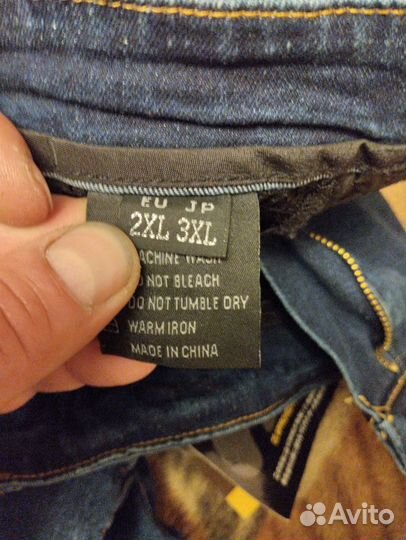 EU JP
2XL 3XL
MACHINE WASH
DO NOT BLEACH
DO NOT TUMBLE DRY
WARM IRON
MADE IN CHINA
Avito